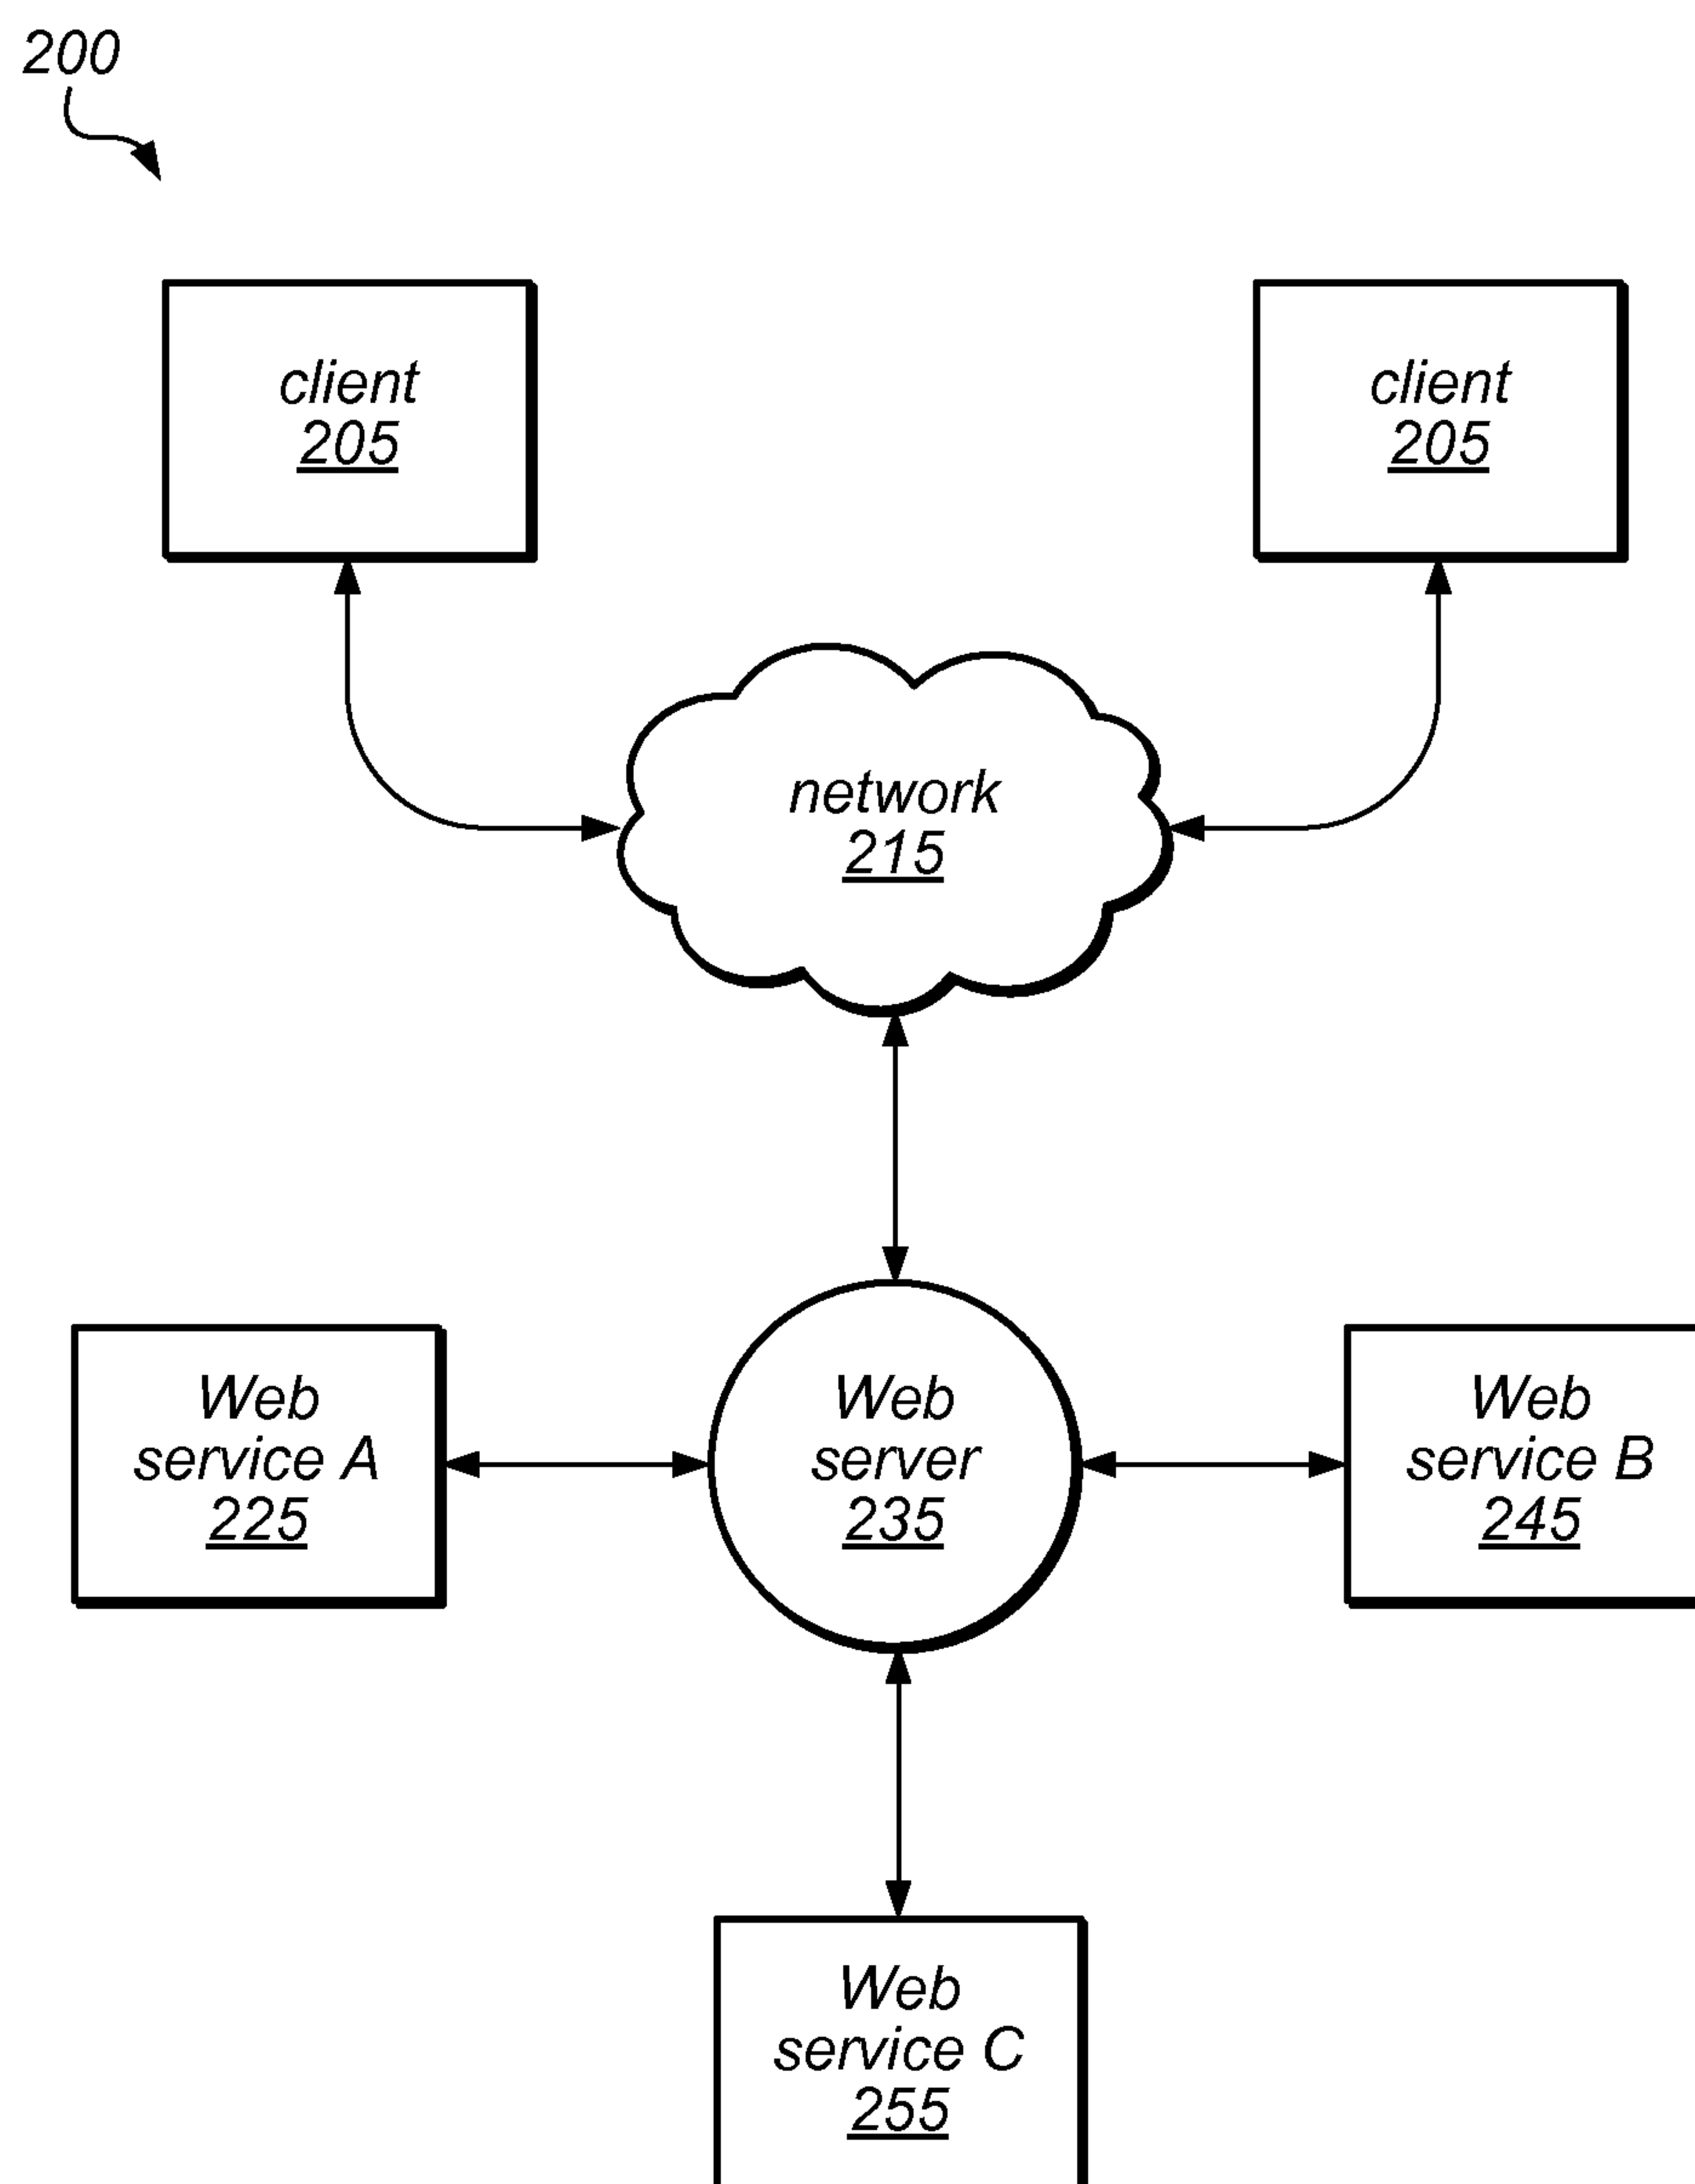 200
client
205
client
205
network
215
Web
service A
225
Web
server
235
Web
service B
245
Web
service C
255